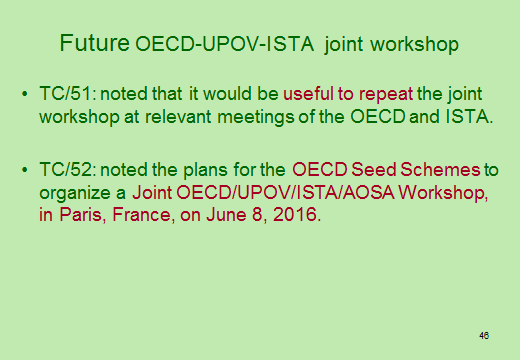 Future OECD-UPOV-ISTA joint workshop
• TC/51: noted that it would be useful to repeat the joint
workshop at relevant meetings of the OECD and ISTA.
• TC/52: noted the plans for the OECD Seed Schemes to
organize a Joint OECD/UPOV/ISTA/AOSA Workshop,
in Paris, France, on June 8, 2016.
46